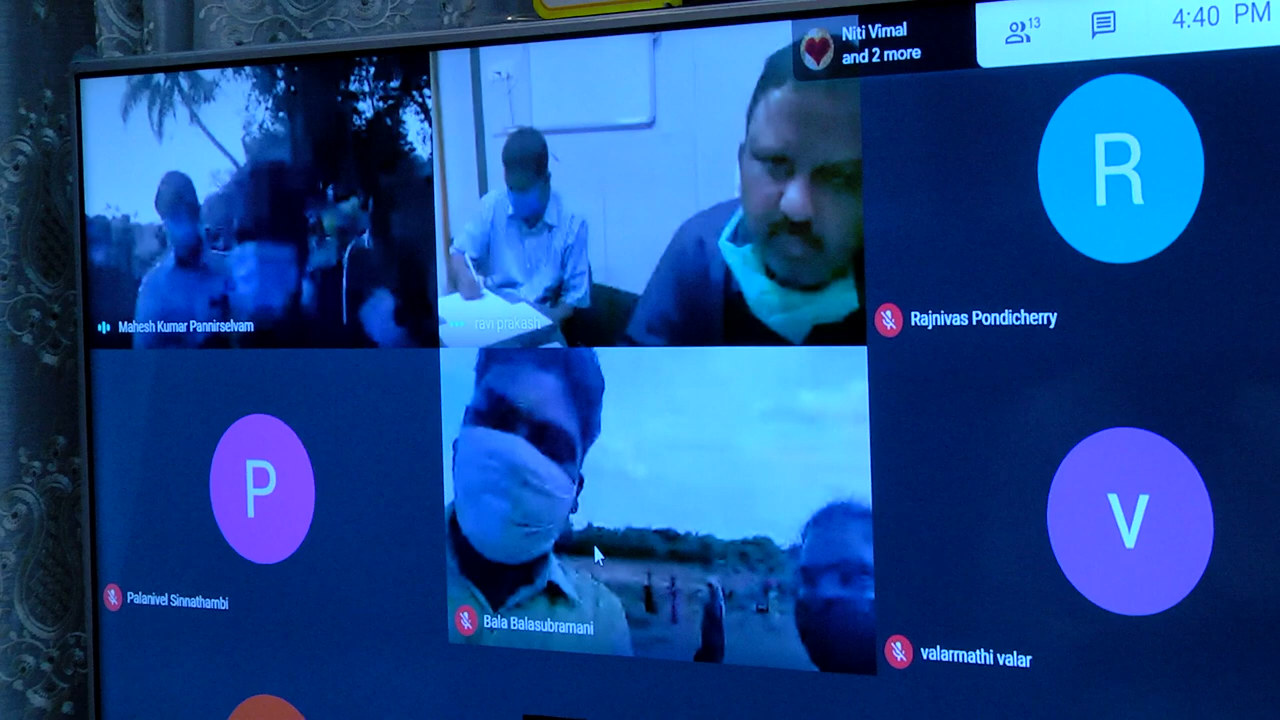 Niti Vimal
and 2 more
13
4:40 PM
Mahesh Kumar Pannirselvam
ravi prakash
R
Rajnivas Pondicherry
P
Palanivel Sinnathambi
Bala Balasubramani
V
valarmathi valar